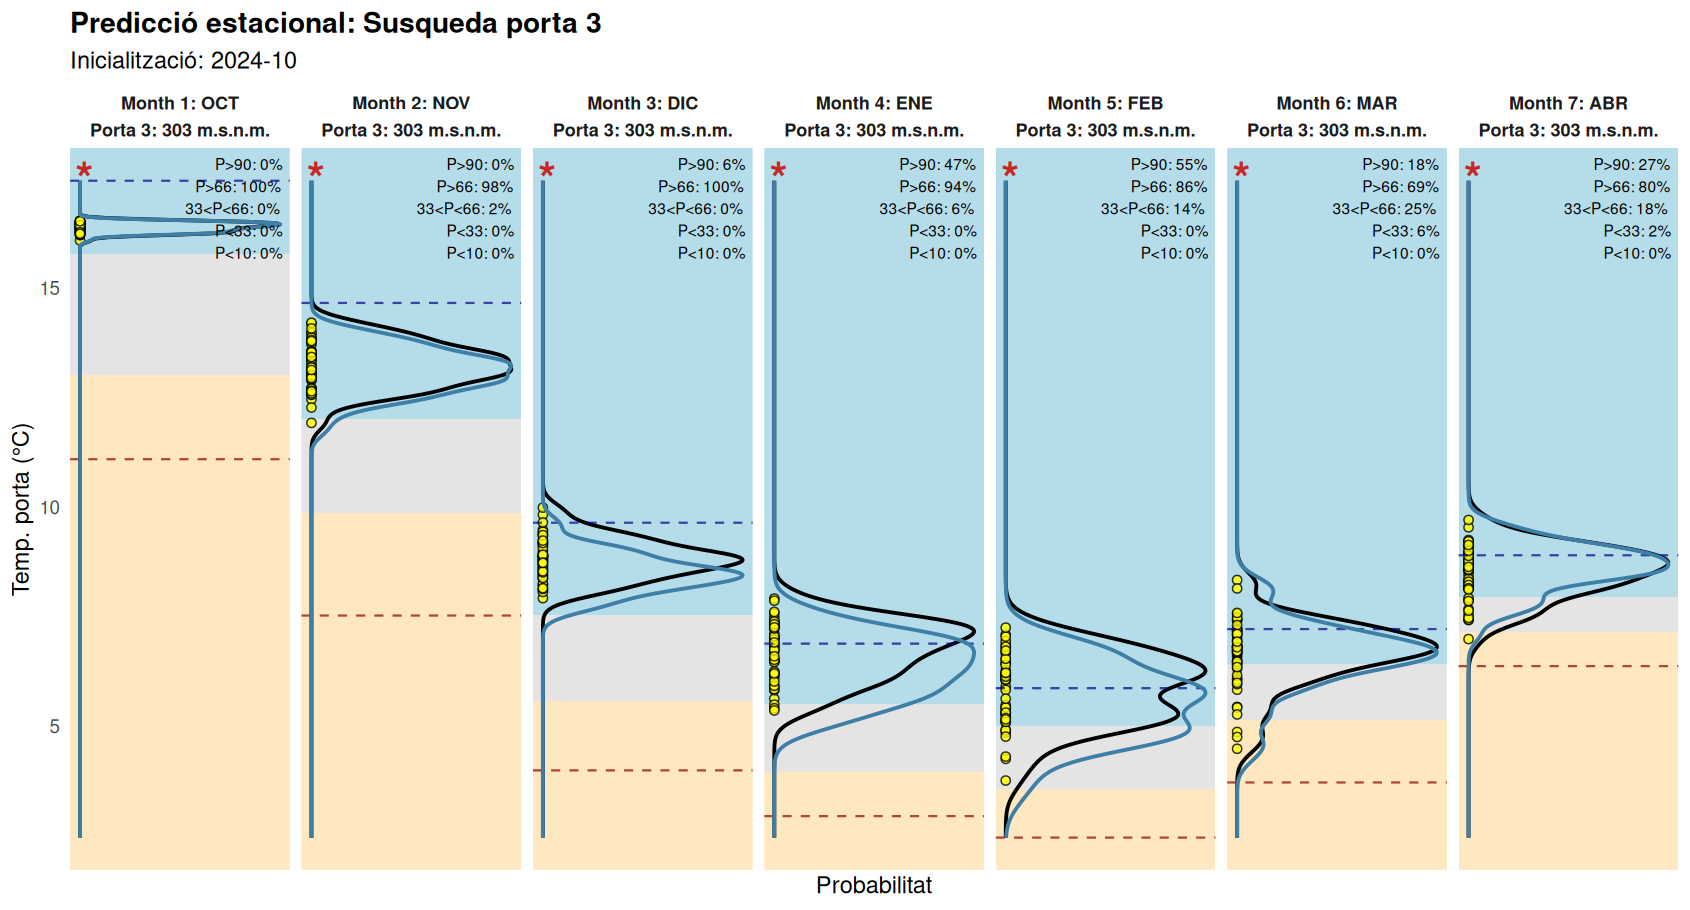 Predicció estacional: Susqueda porta 3
Inicialització: 2024-10
Month 1: OCT
Porta 3: 303 m.s.n.m.
Month 2: NOV
Porta 3: 303 m.s.n.m.
Month 3: DIC
Porta 3: 303 m.s.n.m.
Month 4: ENE
Porta 3: 303 m.s.n.m.
Month 5: FEB
Porta 3: 303 m.s.n.m.
Month 6: MAR
Porta 3: 303 m.s.n.m.
Month 7: ABR
Porta 3: 303 m.s.n.m.
*
P>90: 0%
P>66: 100%
33<P<66: 0%
P<33: 0%
P<10: 0%
*
P>90: 0%
P>66: 98%
33<P<66: 2%
P<33: 0%
P<10: 0%
*
P>90: 6%
P>66: 100%
33<P<66: 0%
P<33: 0%
P<10: 0%
*
P>90: 47%
P>66: 94%
33<P<66: 6%
P<33: 0%
P<10: 0%
*
P>90: 55%
P>66: 86%
33<P<66: 14%
P<33: 0%
P<10: 0%
*
P>90: 18%
P>66: 69%
33<P<66: 25%
P<33: 6%
P<10: 0%
*
P>90: 27%
P>66: 80%
33<P<66: 18%
P<33: 2%
P<10: 0%
15
10
5
Temp. porta (°C)
Probabilitat